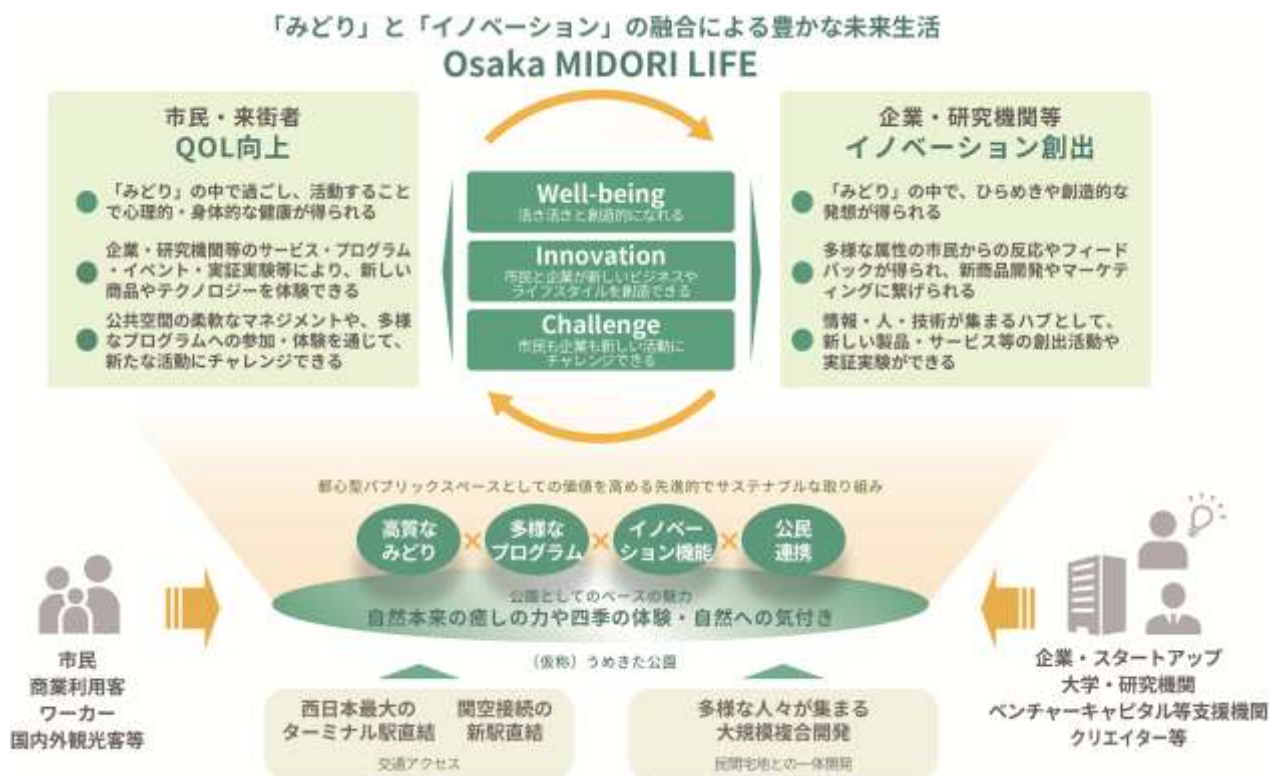 「みどり」と「イノベーション」の融合による豊かな未来生活
Osaka MIDORI LIFE
市民・来街者
QOL向上
「みどり」の中で過ごし、活動すること
で心理的・身体的な健康が得られる
企業・研究機関等のサービス・プログラム
・イベント・実証実験等により、新しい
商品やテクノロジーを体験できる
公共空間の柔軟なマネジメントや、多様
なプログラムへの参加・体験を通じて、
新たな活動にチャレンジできる
Well-being
活き活きと創造的になれる
Innovation
市民と企業が新しいビジネスや
ライフスタイルを創造できる
Challenge
市民も企業も新しい活動に
チャレンジできる
企業・研究機関等
イノベーション創出
「みどり」の中で、ひらめきや創造的な
発想が得られる
多様な属性の市民からの反応やフィード
バックが得られ、新商品開発やマーケテ
ィングに繋げられる
情報・人・技術が集まるハブとして、
新しい製品・サービス等の創出活動や
実証実験ができる
都心型パブリックスペースとしての価値を高める先進的でサステナブルな取り組み
高質な
みどり
×
多様な
プログラム
×
イノベー
ション機能
×
公民
連携
公園としてのベースの魅力
自然本来の癒しの力や四季の体験・自然への気付き
(仮称)うめきた公園
西日本最大の
ターミナル駅直結
関空接続の
新駅直結
交通アクセス
多様な人々が集まる
大規模複合開発
民間宅地との一体開発
市民
商業利用客
ワーカー
国内外観光客等
企業・スタートアップ
大学・研究機関
ベンチャーキャピタル等支援機関
クリエイター等